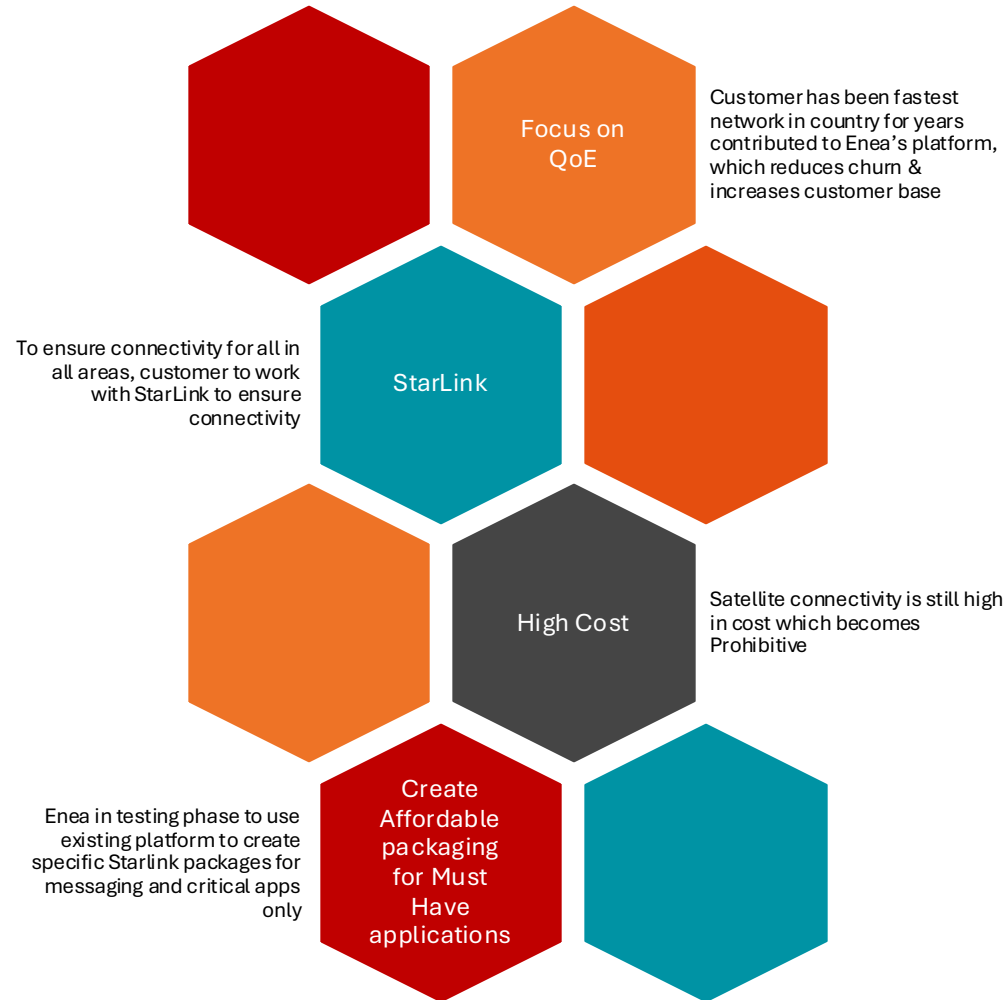 Focus on
QoE
Customer has been fastest
network in country for years
contributed to Enea's platform,
which reduces churn &
increases customer base
To ensure connectivity for all in
all areas, customer to work
with StarLink to ensure
connectivity
StarLink
High Cost
Satellite connectivity is still high
in cost which becomes
Prohibitive
Enea in testing phase to use
existing platform to create
specific Starlink packages for
messaging and critical apps
only
Create
Affordable
packaging
for Must
Have
applications